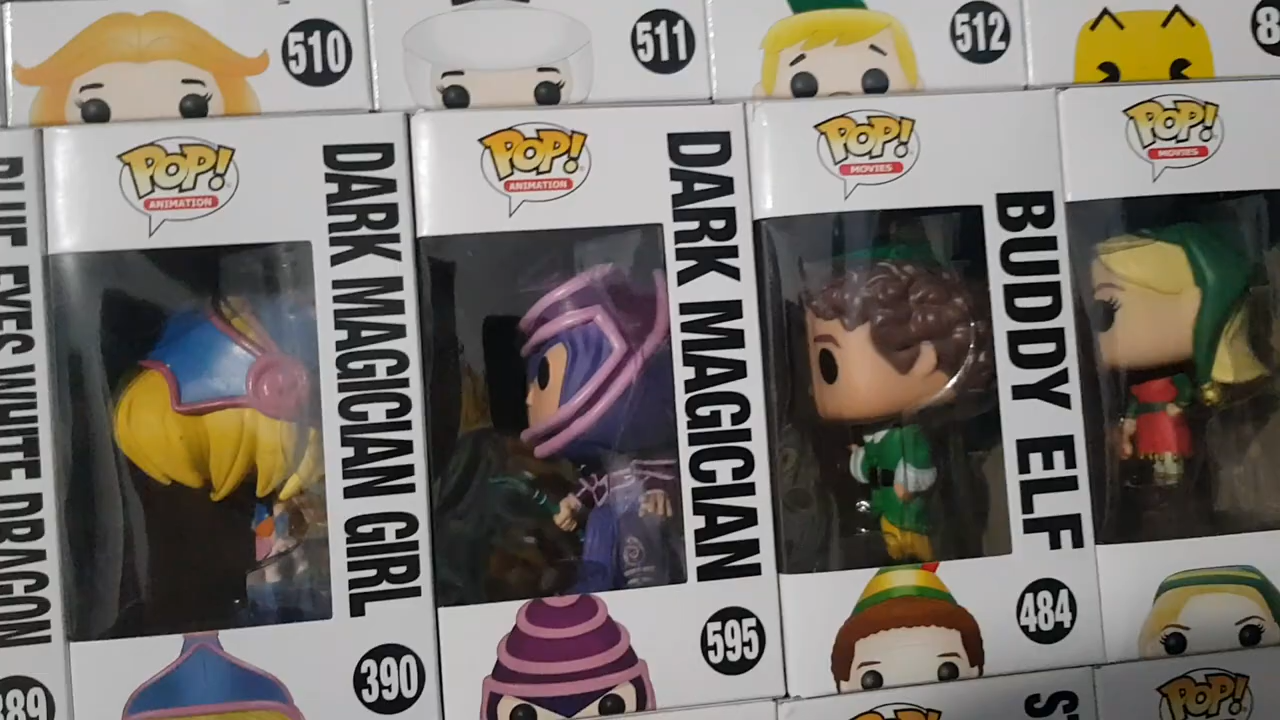 510
511
512
8
BLUE EYES WHITE DRAGON
389
POP!
ANIMATION
DARK MAGICIAN GIRL
390
POP!
ANIMATION
DARK MAGICIAN
595
POP!
MOVIES
BUDDY ELF
484
POP!
MOVIES
POP!